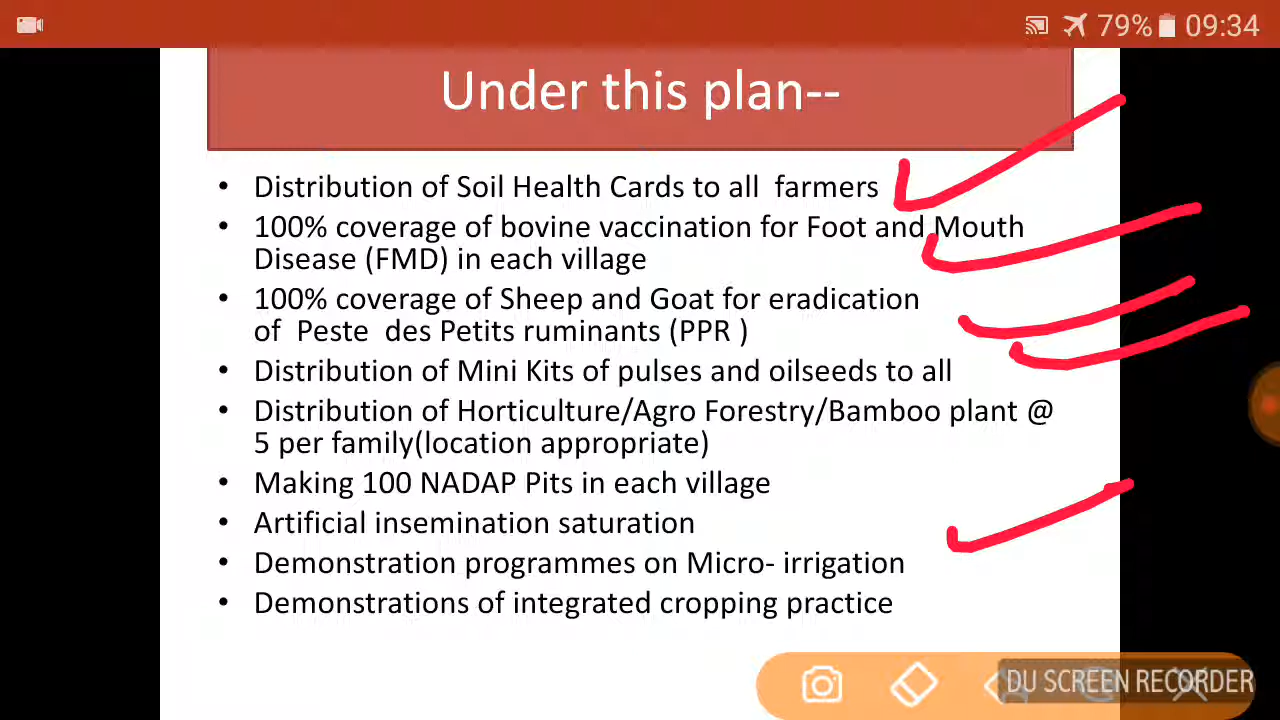 79% 09:34
Under this plan--
• Distribution of Soil Health Cards to all farmers
• 100% coverage of bovine vaccination for Foot and Mouth
Disease (FMD) in each village
• 100% coverage of Sheep and Goat for eradication
of Peste des Petits ruminants (PPR )
• Distribution of Mini Kits of pulses and oilseeds to all
• Distribution of Horticulture/Agro Forestry/Bamboo plant @
5 per family(location appropriate)
• Making 100 NADAP Pits in each village
• Artificial insemination saturation
• Demonstration programmes on Micro- irrigation
• Demonstrations of integrated cropping practice
DU SCREEN RECORDER